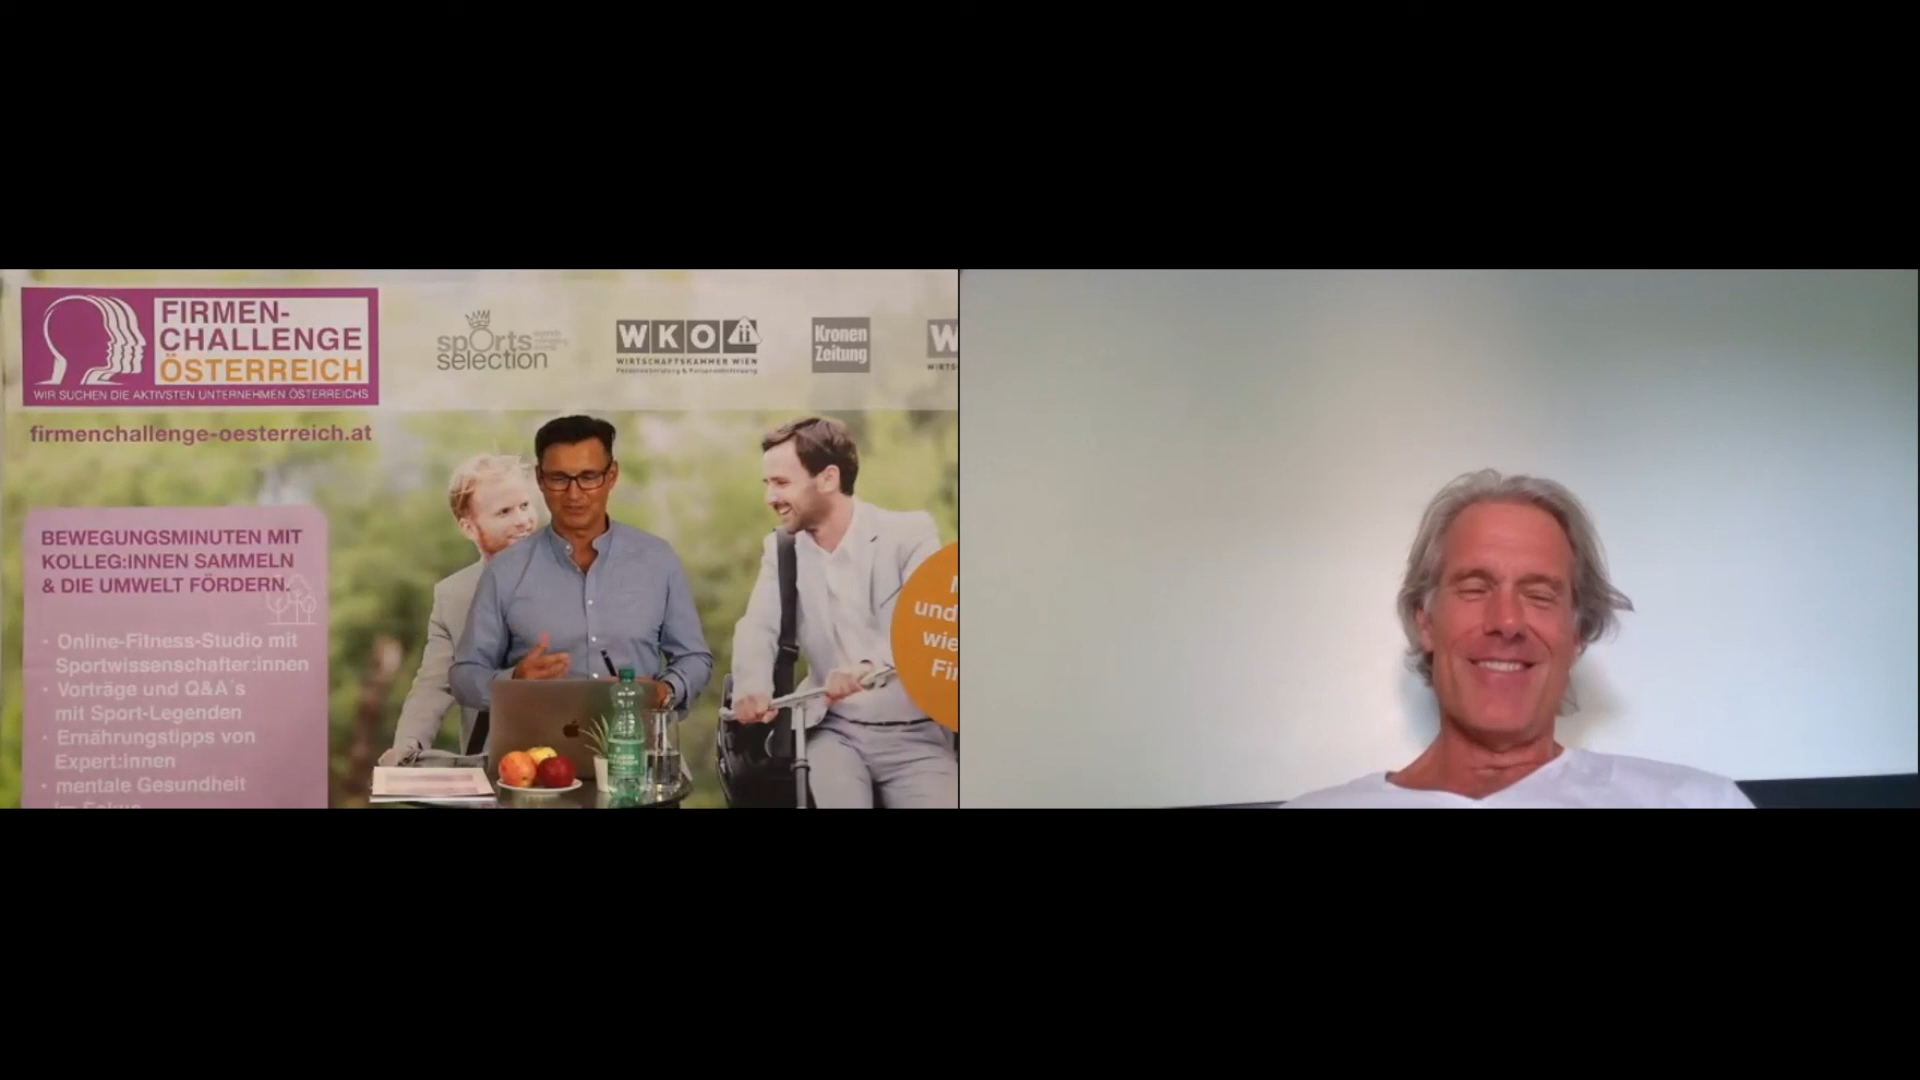 FIRMEN-
CHALLENGE
ÖSTERREICH
WIR SUCHEN DIE AKTIVSTEN UNTERNEHMEN ÖSTERREICHS
firmenchallenge-oesterreich.at
sports
selection
WKO
WIRTSCHAFTSKAMMER WIEN
Kronen
Zeitung
BEWEGUNGSMINUTEN MIT
KOLLEG:INNEN SAMMELN
& DIE UMWELT FÖRDERN.
· Online-Fitness-Studio mit
Sportwissenschafter:innen
· Vorträge und Q&A´s
mit Sport-Legenden
· Ernährungstipps von
Expert:innen
· mentale Gesundheit
und